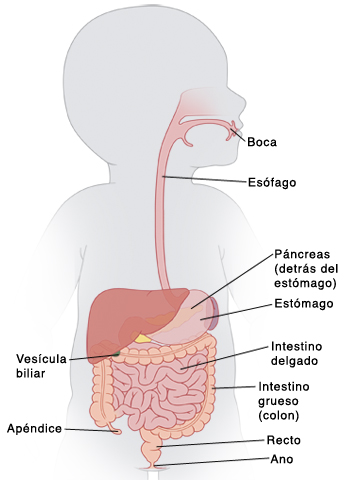 Boca
Esófago
Páncreas
(detrás del
estómago)
Estómago
Intestino
delgado
Vesícula
biliar
Intestino
grueso
(colon)
Apéndice
Recto
Ano